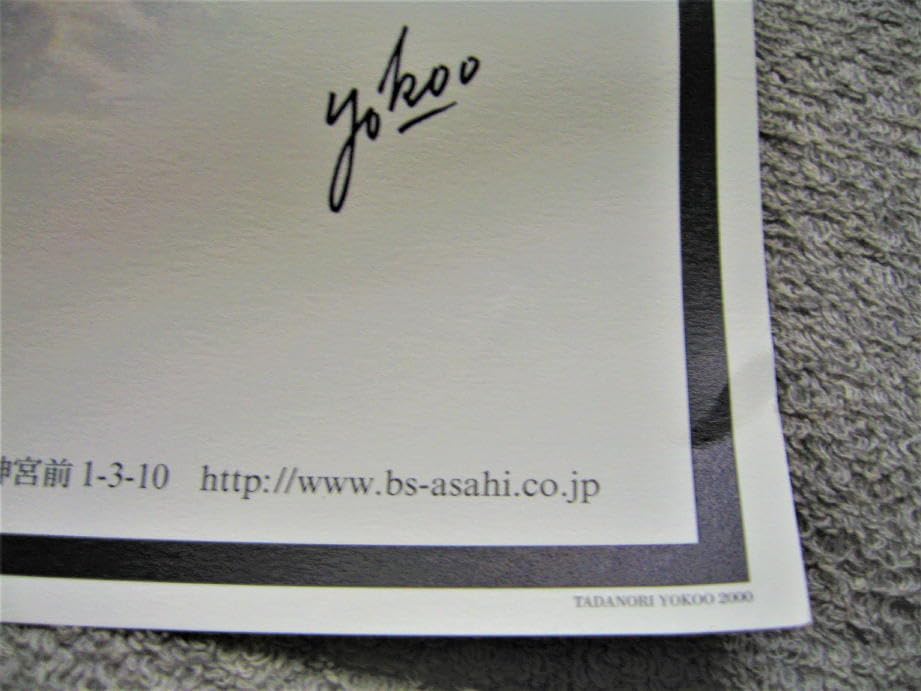 yokoo
神宮前 1-3-10 http://www.bs-asahi.co.jp
TADANORI YOKOO 2000